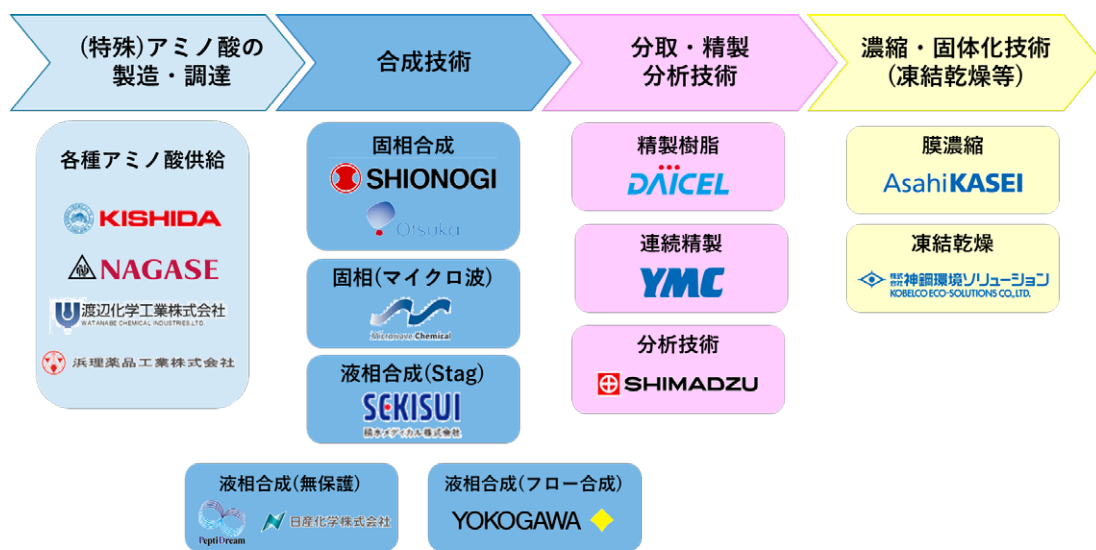 (特殊)アミノ酸の
製造・調達
合成技術
分取・精製
分析技術
濃縮・固体化技術
(凍結乾燥等)
各種アミノ酸供給
KISHIDA
NAGASE
渡辺化学工業株式会社
WATANABE CHEMICAL INDUSTRIES,LTD.
浜理薬品工業株式会社
固相合成
SHIONOGI
Otsuka
固相(マイクロ波)
Microwave Chemical
液相合成(Stag)
SEKISUI
積水メディカル株式会社
液相合成(無保護)
PeptiDream
日産化学株式会社
液相合成(フロー合成)
YOKOGAWA
精製樹脂
DAICEL
連続精製
YMC
分析技術
SHIMADZU
膜濃縮
AsahiKASEI
凍結乾燥
株式会社神鋼環境ソリューション
KOBELCO ECO-SOLUTIONS CO.,LTD.